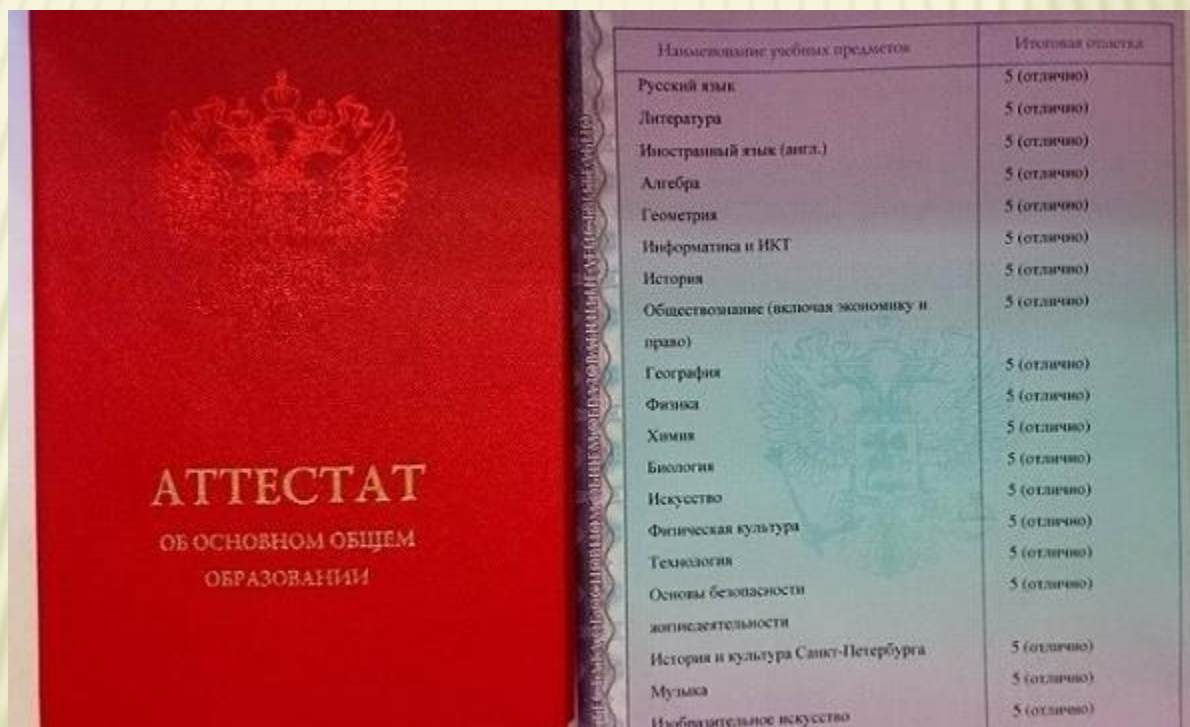 АТТЕСТАТ
ОБ ОСНОВНОМ ОБЩЕМ
ОБРАЗОВАНИИ
Наименование учебных предметов Итоговая отметка
Русский язык 5 (отлично)
Литература 5 (отлично)
Иностранный язык (англ.) 5 (отлично)
Алгебра 5 (отлично)
Геометрия 5 (отлично)
Информатика и ИКТ 5 (отлично)
История 5 (отлично)
Обществознание (включая экономику и 5 (отлично)
право)
География 5 (отлично)
Физика 5 (отлично)
Химия 5 (отлично)
Биология 5 (отлично)
Искусство 5 (отлично)
Физическая культура 5 (отлично)
Технология 5 (отлично)
Основы безопасности 5 (отлично)
жизнедеятельности
История и культура Санкт-Петербурга 5 (отлично)
Музыка 5 (отлично)
Изобразительное искусство 5 (отлично)